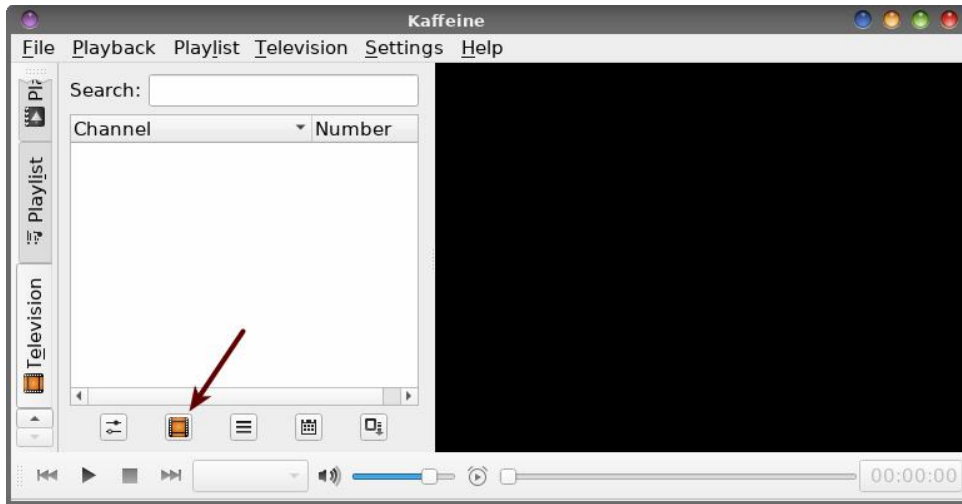 Kaffeine
File Playback Playlist Television Settings Help
Search:
Channel Number
Playlist
Television
00:00:00